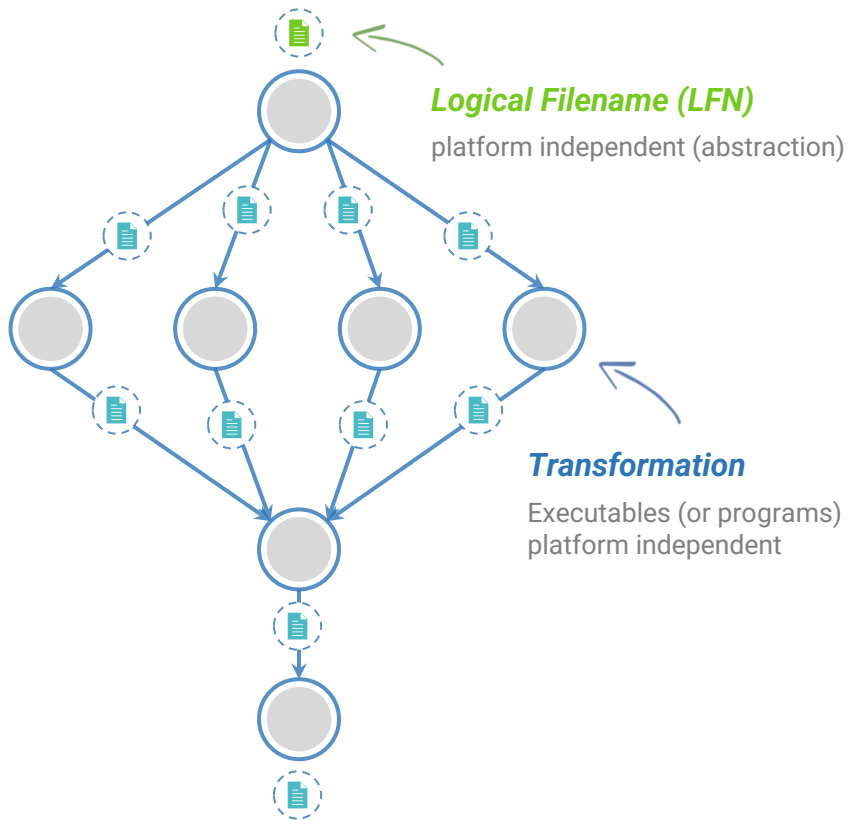 Logical Filename (LFN)
platform independent (abstraction)
Transformation
Executables (or programs)
platform independent